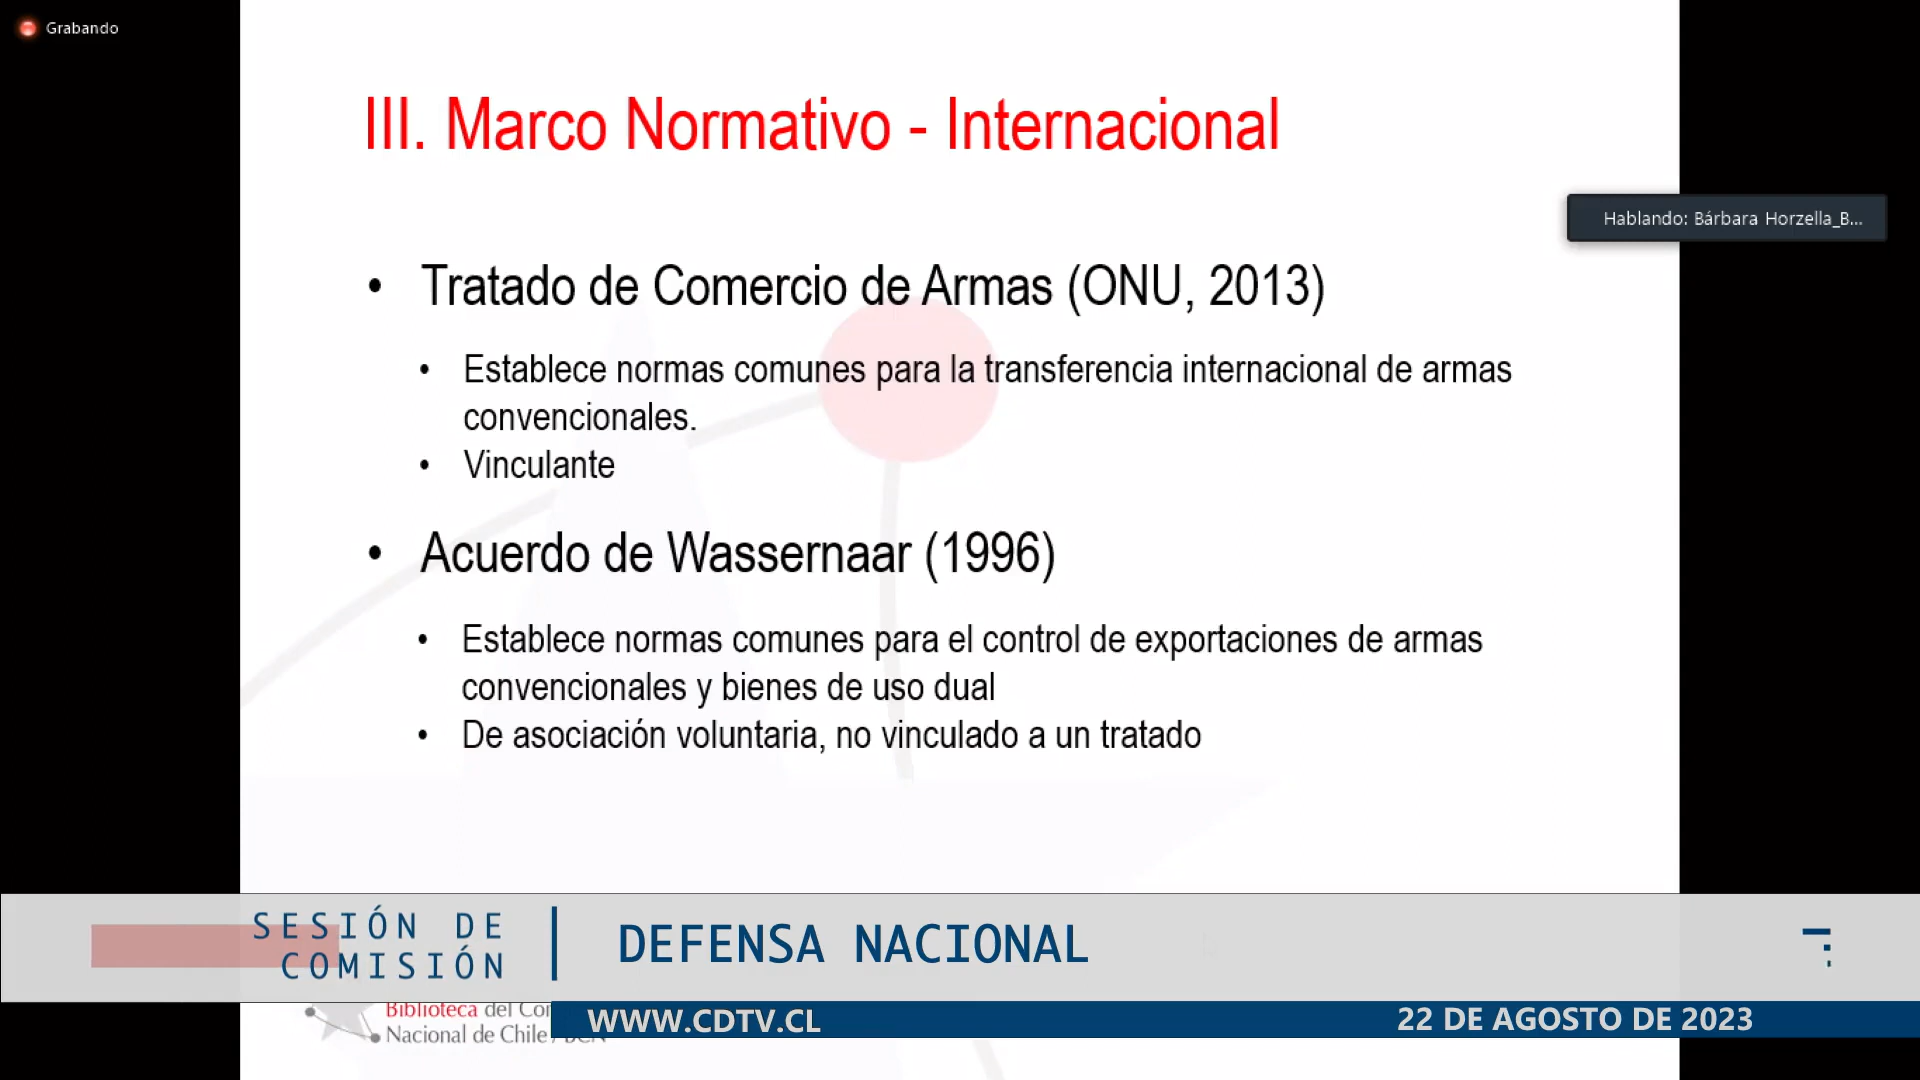 Grabando
III. Marco Normativo - Internacional
Hablando: Bárbara Horzella_B...
• Tratado de Comercio de Armas (ONU, 2013)
• Establece normas comunes para la transferencia internacional de armas
convencionales.
• Vinculante
• Acuerdo de Wassernaar (1996)
• Establece normas comunes para el control de exportaciones de armas
convencionales y bienes de uso dual
• De asociación voluntaria, no vinculado a un tratado
SESIÓN DE
COMISIÓN
DEFENSA NACIONAL
Biblioteca del
Nacional de Chile
WWW.CDTV.CL
22 DE AGOSTO DE 2023